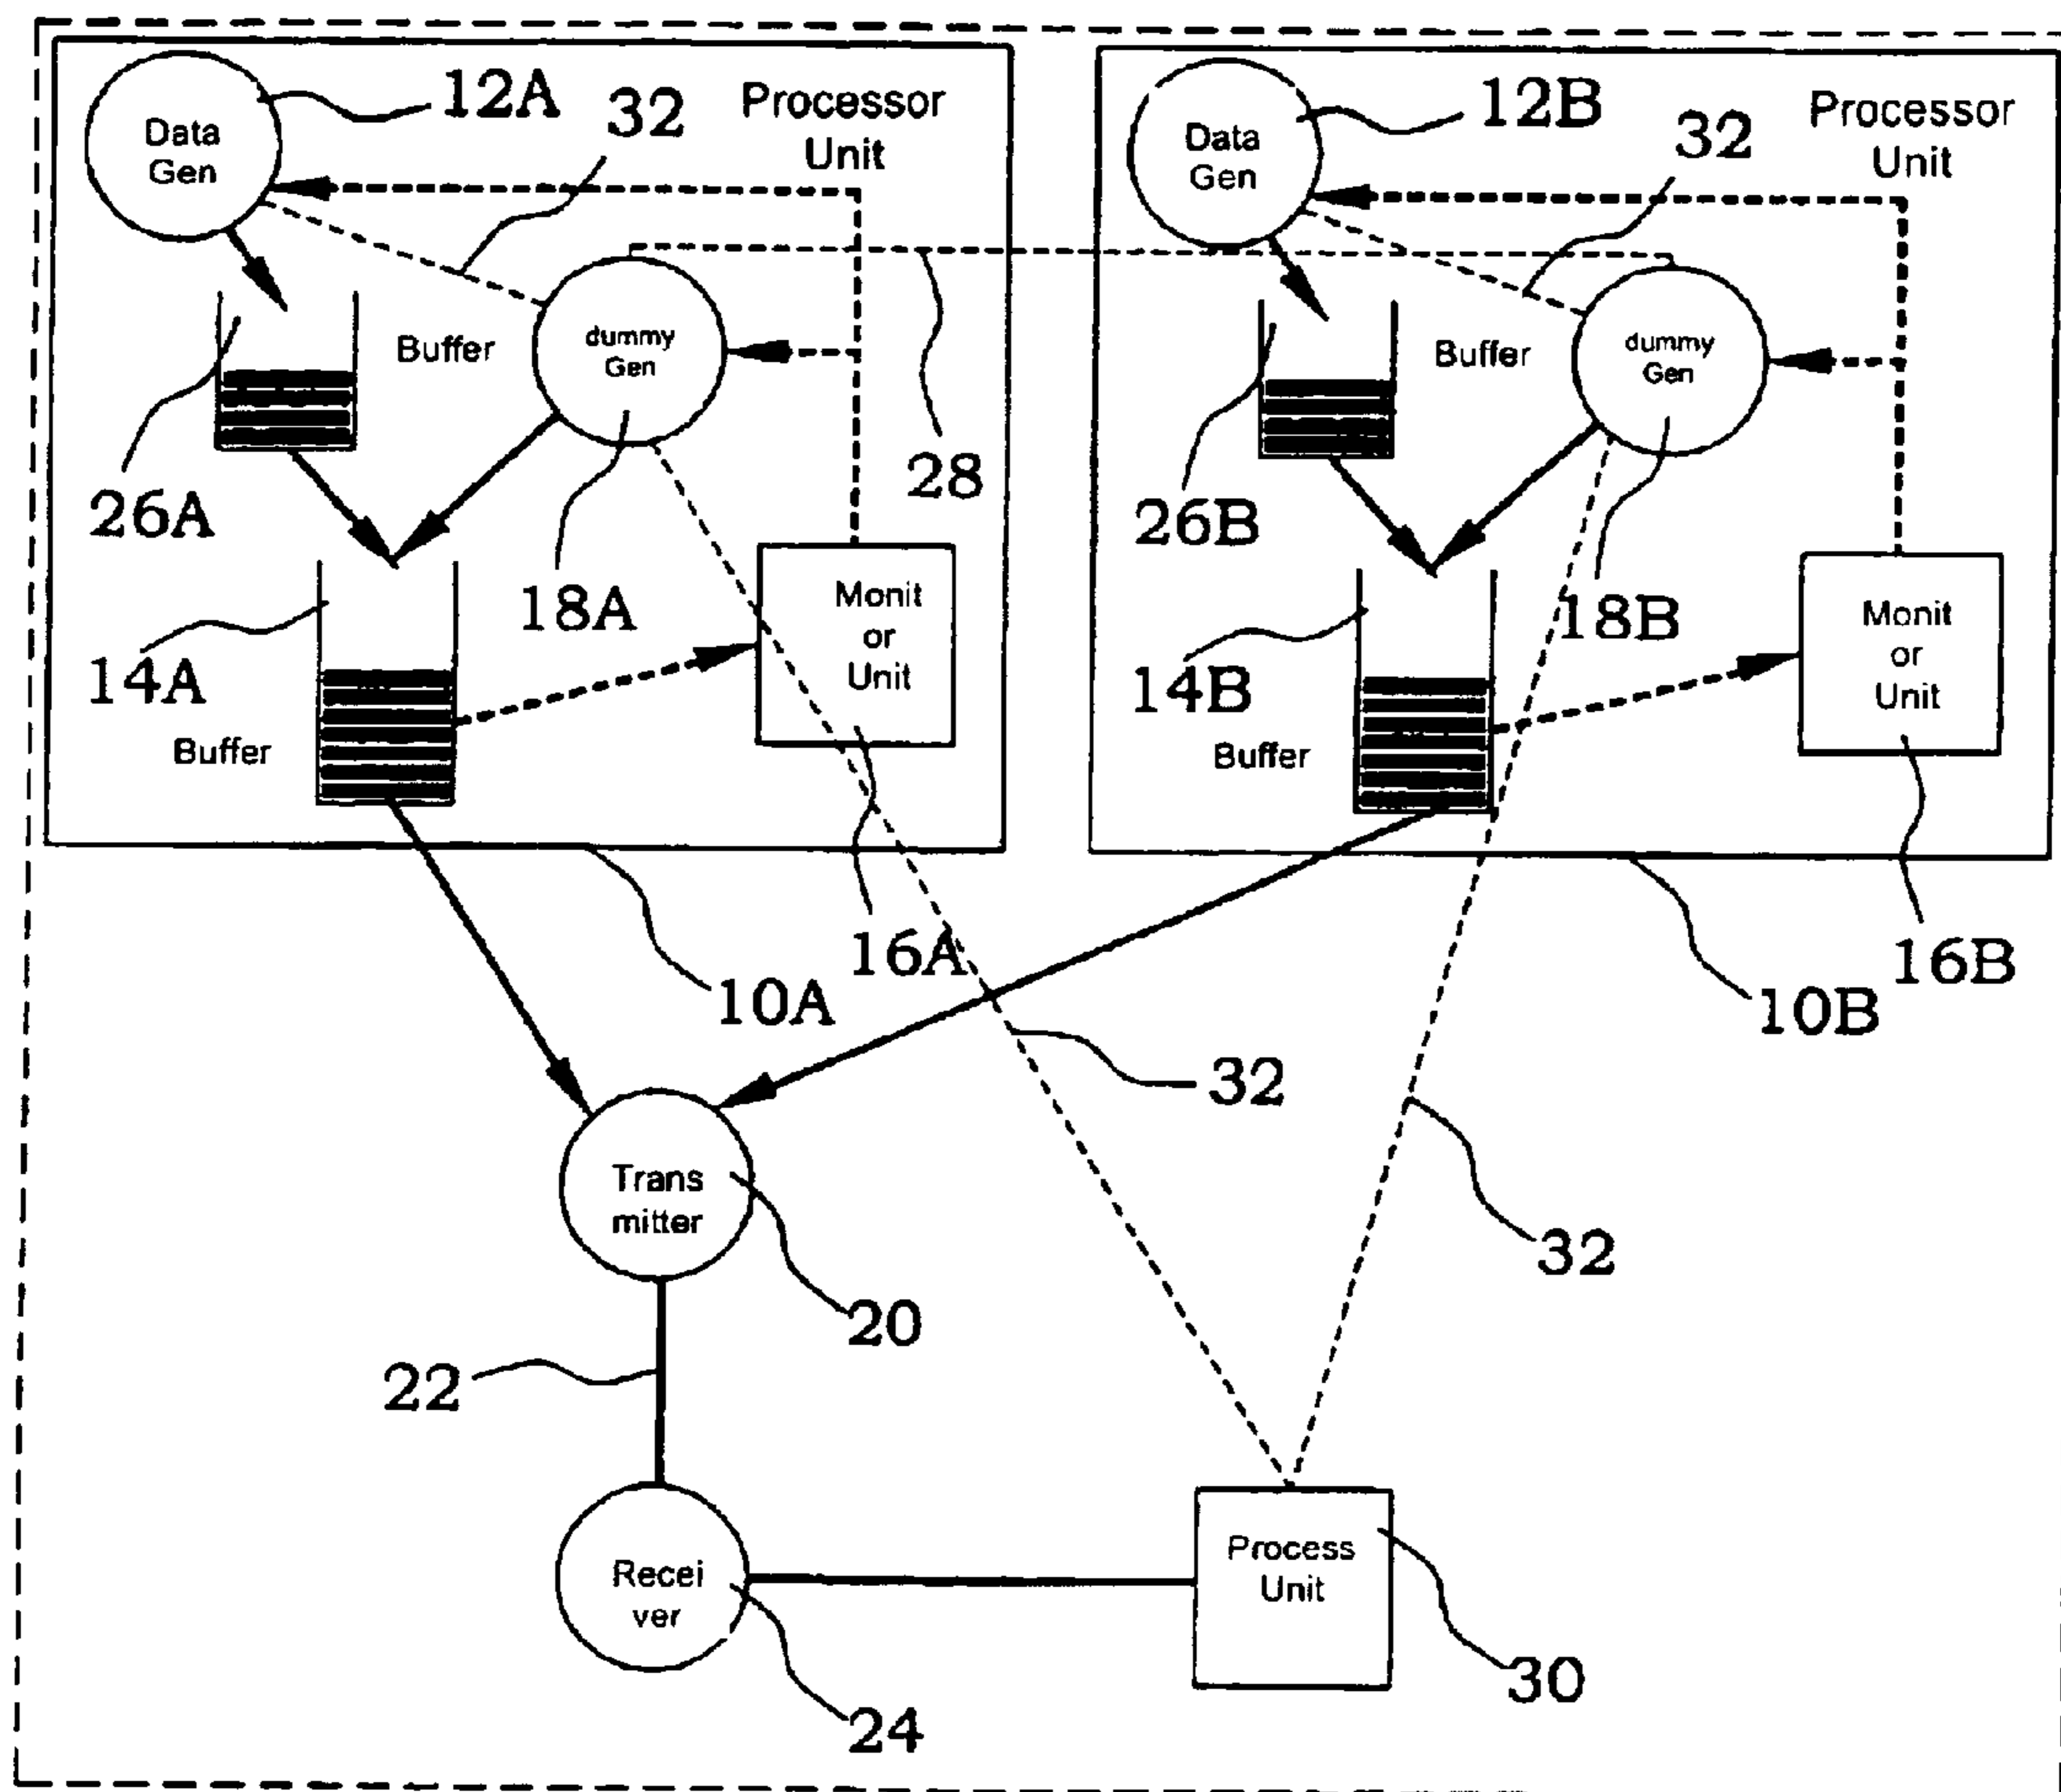 12A
32
Processor
Unit
Data
Gen
Buffer
dummy
Gen
26A
28
18A
Monit
or
Unit
14A
Buffer
16A
10A
12B
32
Processor
Unit
Data
Gen
Buffer
dummy
Gen
26B
18B
Monit
or
Unit
14B
Buffer
16B
10B
32
32
Trans
mitter
20
22
Recei
ver
24
Process
Unit
30